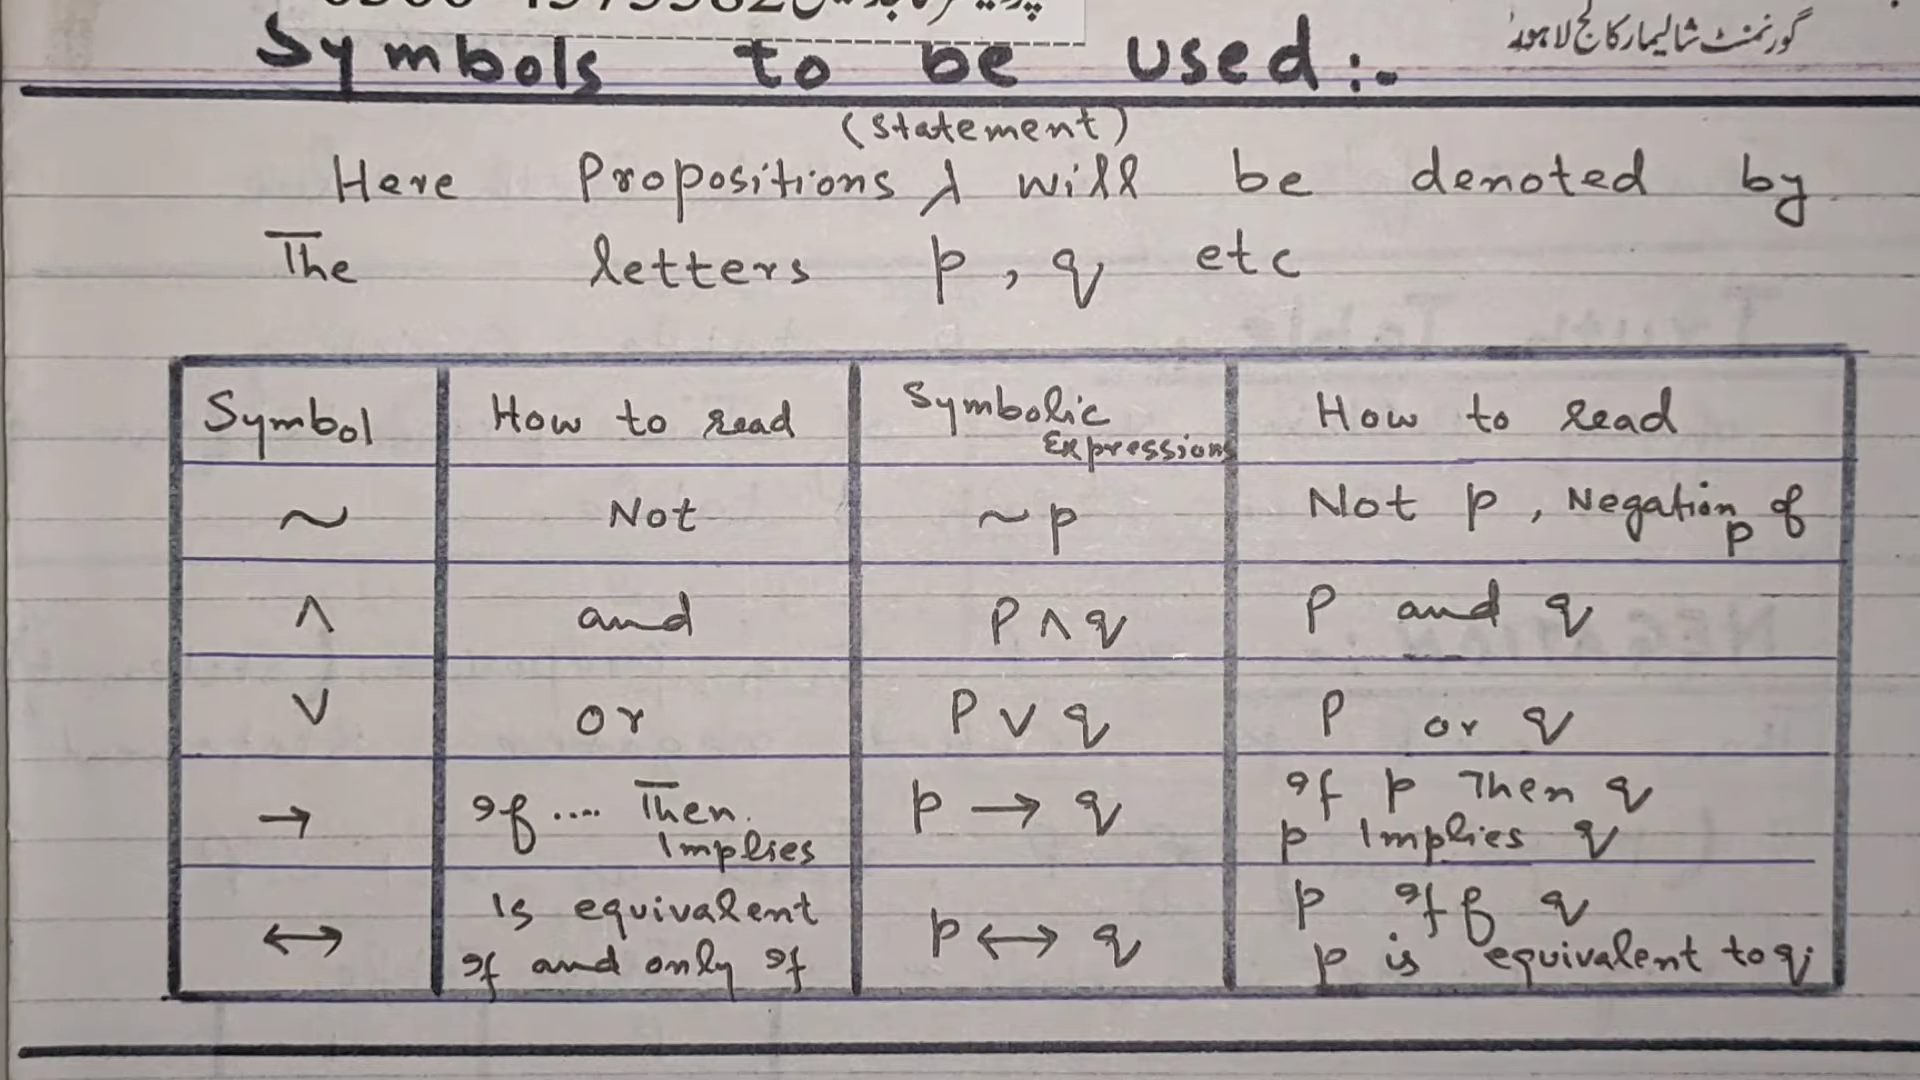 گورنمنٹ شالیمار کالج لاہور
Symbols to be used:-
(Statement)
Here Propositions λ will be denoted by
The letters p, q etc
Symbol How to read Symbolic Expressions How to read
~ Not ~p Not p, Negation of p
∧ and P ∧ q P and q
∨ or P ∨ q P or q
→ If .... Then. Implies p → q If p Then q
p Implies q
↔ Is equivalent If and only If p ↔ q p Iff q
p is equivalent to q